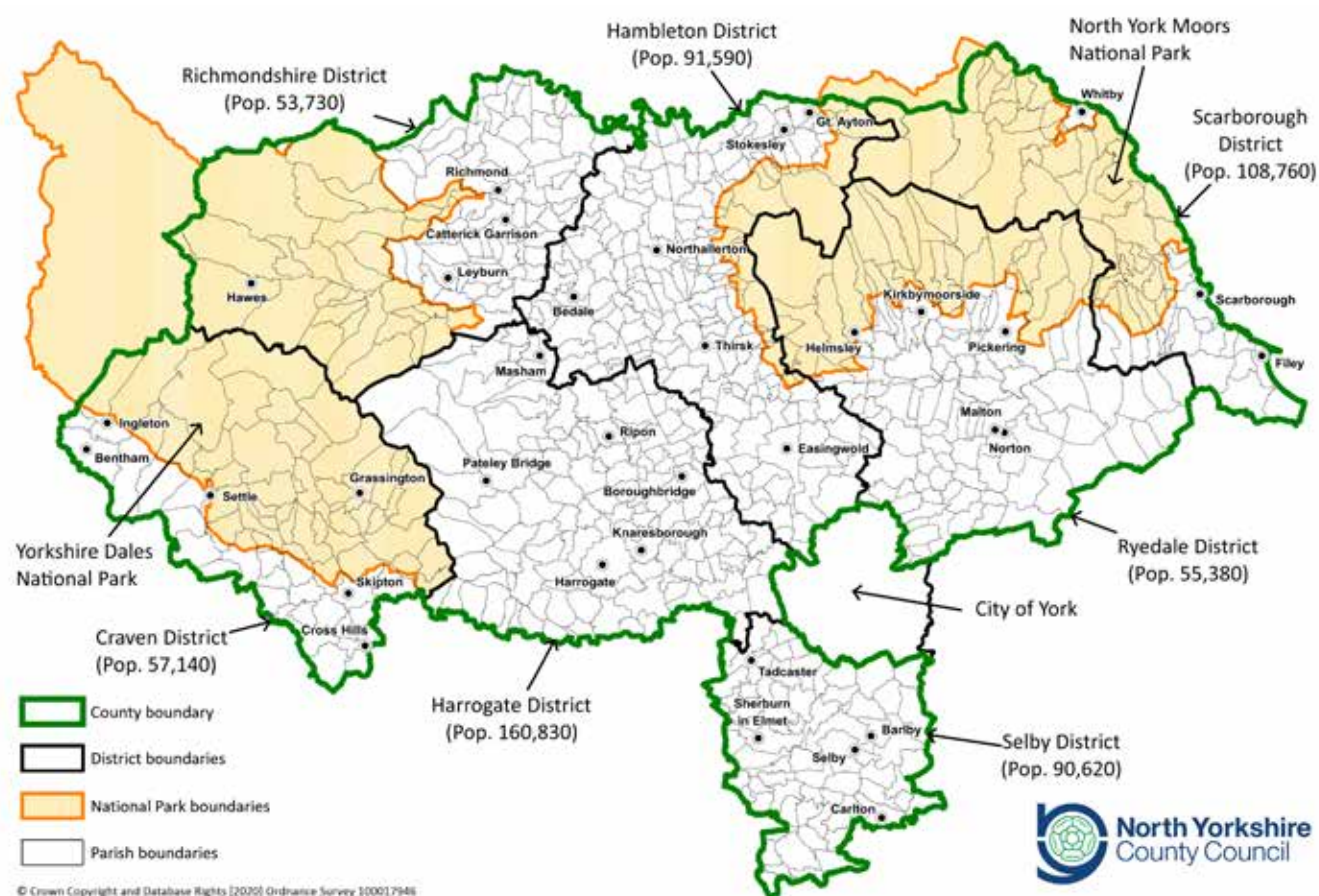 Hambleton District
(Pop. 91,590)
North York Moors
National Park
Richmondshire District
(Pop. 53,730)
Whitby
Gt. Ayton
Stokesley
Scarborough
District
(Pop. 108,760)
Richmond
Catterick Garrison
Northallerton
Leyburn
Hawes
Bedale
Kirkbymoorside
Scarborough
Helmsley
Pickering
Thirsk
Masham
Filey
Ingleton
Malton
Norton
Ripon
Easingwold
Bentham
Pateley Bridge
Grassington
Settle
Boroughbridge
Knaresborough
Harrogate
Yorkshire Dales
National Park
Skipton
Ryedale District
(Pop. 55,380)
City of York
Cross Hills
Craven District
(Pop. 57,140)
Tadcaster
Harrogate District
(Pop. 160,830)
Sherburn
in Elmet
Barlby
Selby
Selby District
(Pop. 90,620)
Carlton
County boundary
District boundaries
National Park boundaries
Parish boundaries
North Yorkshire
County Council
© Crown Copyright and Database Rights [2020] Ordnance Survey 100017946